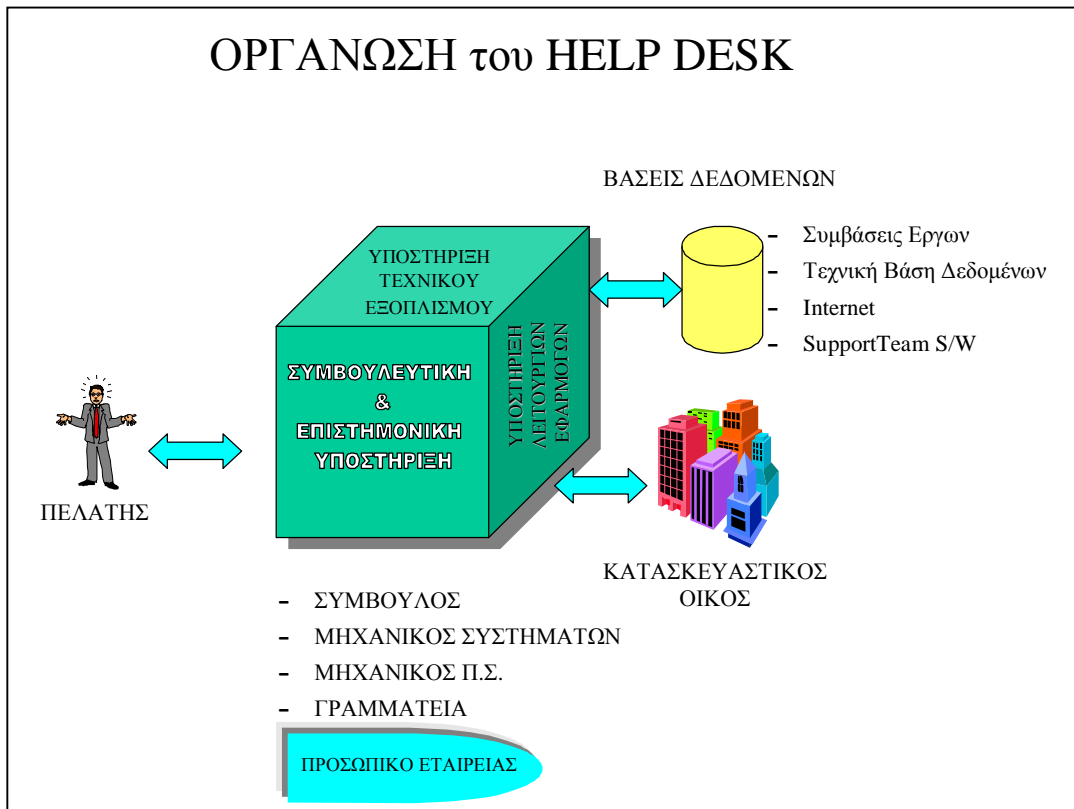 ΟΡΓΑΝΩΣΗ του HELP DESK
ΒΑΣΕΙΣ ΔΕΔΟΜΕΝΩΝ
- Συμβάσεις Εργων
- Τεχνική Βάση Δεδομένων
- Internet
- SupportTeam S/W
ΥΠΟΣΤΗΡΙΞΗ
ΤΕΧΝΙΚΟΥ
ΕΞΟΠΛΙΣΜΟΥ
ΣΥΜΒΟΥΛΕΥΤΙΚΗ
&
ΕΠΙΣΤΗΜΟΝΙΚΗ
ΥΠΟΣΤΗΡΙΞΗ
ΥΠΟΣΤΗΡΙΞΗ
ΛΕΙΤΟΥΡΓΙΩΝ
ΕΦΑΡΜΟΓΩΝ
ΠΕΛΑΤΗΣ
ΚΑΤΑΣΚΕΥΑΣΤΙΚΟΣ
ΟΙΚΟΣ
- ΣΥΜΒΟΥΛΟΣ
- ΜΗΧΑΝΙΚΟΣ ΣΥΣΤΗΜΑΤΩΝ
- ΜΗΧΑΝΙΚΟΣ Π.Σ.
- ΓΡΑΜΜΑΤΕΙΑ
ΠΡΟΣΩΠΙΚΟ ΕΤΑΙΡΕΙΑΣ